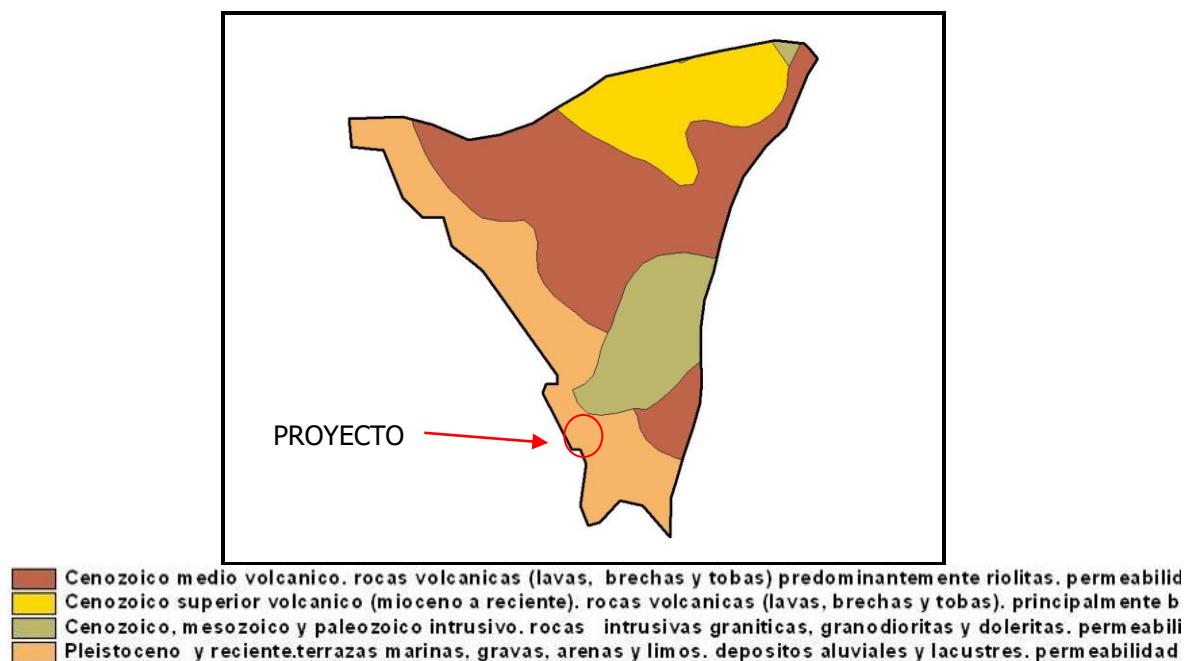 PROYECTO
Cenozoico medio volcanico. rocas volcanicas (lavas, brechas y tobas) predominantemente riolitas. permeabilid
Cenozoico superior volcanico (mioceno a reciente). rocas volcanicas (lavas, brechas y tobas). principalmente b
Cenozoico, mesozoico y paleozoico intrusivo. rocas intrusivas graniticas, granodioritas y doleritas. permeabili
Pleistoceno y reciente.terrazas marinas, gravas, arenas y limos. depositos aluviales y lacustres. permeabilidad